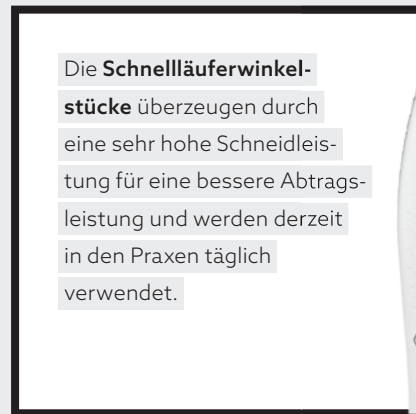 Die Schnellläuferwinkel-
stücke überzeugen durch
eine sehr hohe Schneidleis-
tung für eine bessere Abtrags-
leistung und werden derzeit
in den Praxen täglich
verwendet.